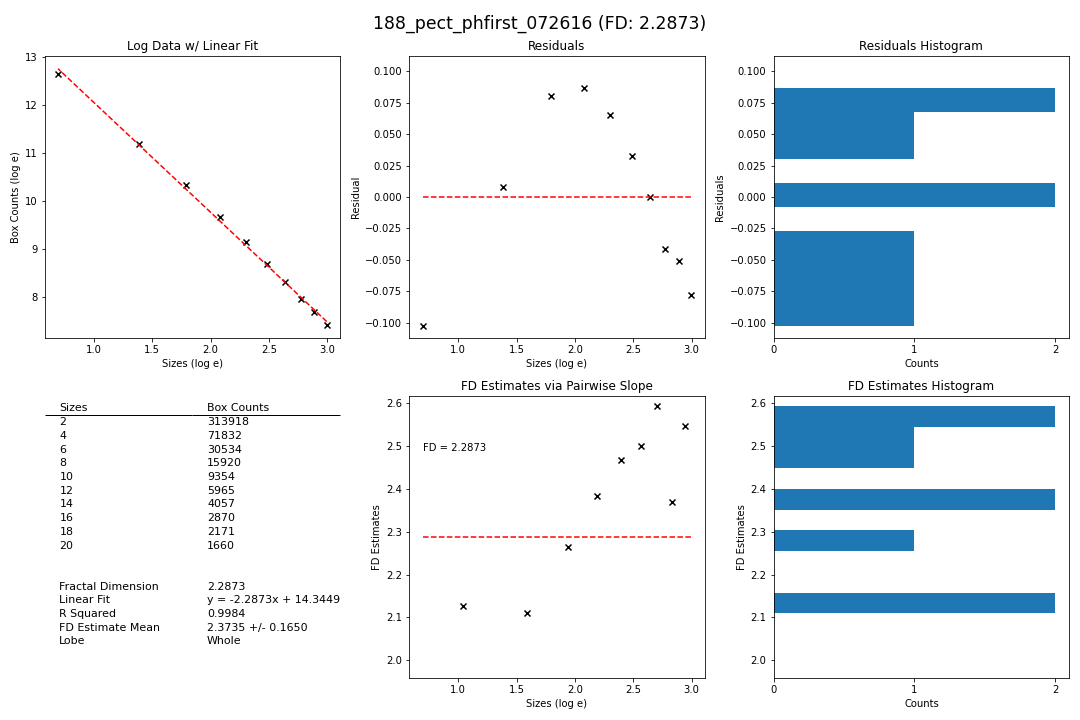 188_pect_phfirst_072616 (FD: 2.2873)
Log Data w/ Linear Fit
13
12
11
10
9
8
Box Counts (log e)
1.0 1.5 2.0 2.5 3.0
Sizes (log e)
Residuals
0.100
0.075
0.050
0.025
0.000
−0.025
−0.050
−0.075
−0.100
Residual
1.0 1.5 2.0 2.5 3.0
Sizes (log e)
Residuals Histogram
0.100
0.075
0.050
0.025
0.000
−0.025
−0.050
−0.075
−0.100
Residuals
0 1 2
Counts
Sizes Box Counts
2 313918
4 71832
6 30534
8 15920
10 9354
12 5965
14 4057
16 2870
18 2171
20 1660
Fractal Dimension 2.2873
Linear Fit y = -2.2873x + 14.3449
R Squared 0.9984
FD Estimate Mean 2.3735 +/- 0.1650
Lobe Whole
FD Estimates via Pairwise Slope
2.6
2.5
2.4
2.3
2.2
2.1
2.0
FD Estimates
FD = 2.2873
1.0 1.5 2.0 2.5 3.0
Sizes (log e)
FD Estimates Histogram
2.6
2.5
2.4
2.3
2.2
2.1
2.0
FD Estimates
0 1 2
Counts